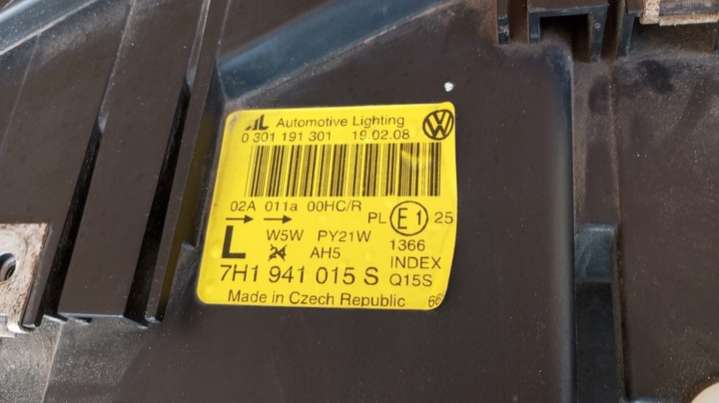 AL Automotive Lighting
0 301 191 301 19.02.08
02A 011a 00HC/R
PL E1 25
L W5W PY21W 1366
24 AH5 INDEX
7H1 941 015 S Q15S
Made in Czech Republic 66